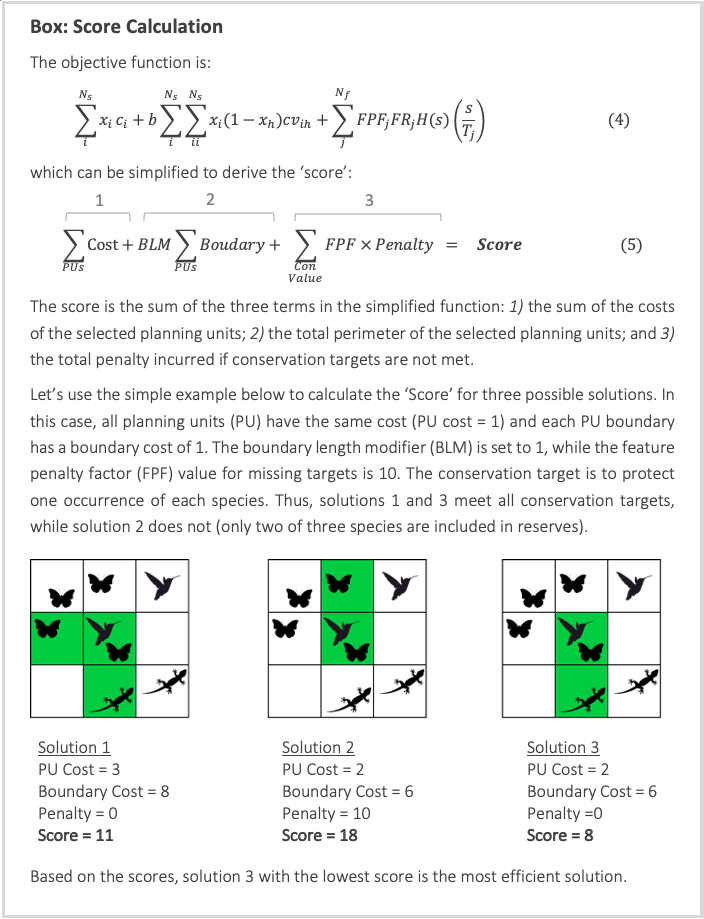 Box: Score Calculation
The objective function is:
$$\sum_{i}^{N_s} x_i c_i + b \sum_{i}^{N_s} \sum_{ii}^{N_s} x_i(1 - x_h)cv_{ih} + \sum_{j}^{N_f} FPF_j FR_j H(s) \left(\frac{s}{T_j}\right) \quad (4)$$
which can be simplified to derive the ‘score’:
1 2 3
$$\sum_{PUs} \text{Cost} + BLM \sum_{PUs} Boudary + \sum_{\substack{Con \\ Value}} FPF \times Penalty = \boldsymbol{Score} \quad (5)$$
The score is the sum of the three terms in the simplified function: 1) the sum of the costs
of the selected planning units; 2) the total perimeter of the selected planning units; and 3)
the total penalty incurred if conservation targets are not met.
Let’s use the simple example below to calculate the ‘Score’ for three possible solutions. In
this case, all planning units (PU) have the same cost (PU cost = 1) and each PU boundary
has a boundary cost of 1. The boundary length modifier (BLM) is set to 1, while the feature
penalty factor (FPF) value for missing targets is 10. The conservation target is to protect
one occurrence of each species. Thus, solutions 1 and 3 meet all conservation targets,
while solution 2 does not (only two of three species are included in reserves).
Solution 1
PU Cost = 3
Boundary Cost = 8
Penalty = 0
Score = 11
Solution 2
PU Cost = 2
Boundary Cost = 6
Penalty = 10
Score = 18
Solution 3
PU Cost = 2
Boundary Cost = 6
Penalty =0
Score = 8
Based on the scores, solution 3 with the lowest score is the most efficient solution.